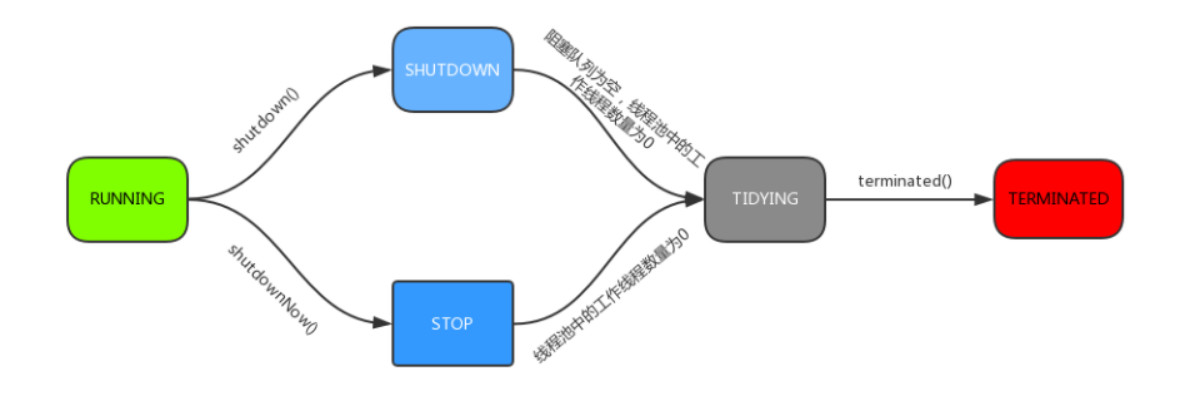 SHUTDOWN
阻塞队列为空，线程池中的工
作线程数量为0
shutdown()
RUNNING
TIDYING
terminated()
TERMINATED
shutdownNow()
STOP
线程池中的工作线程数量为0